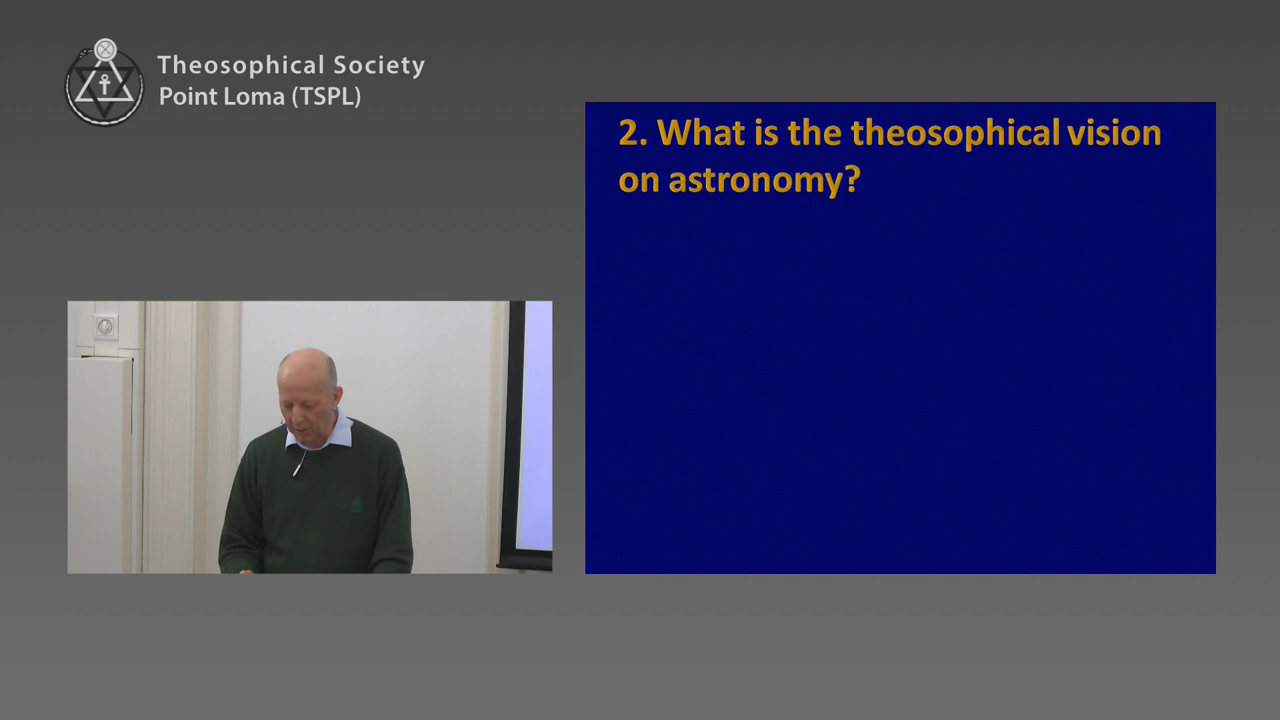 Theosophical Society
Point Loma (TSPL)
2. What is the theosophical vision
on astronomy?